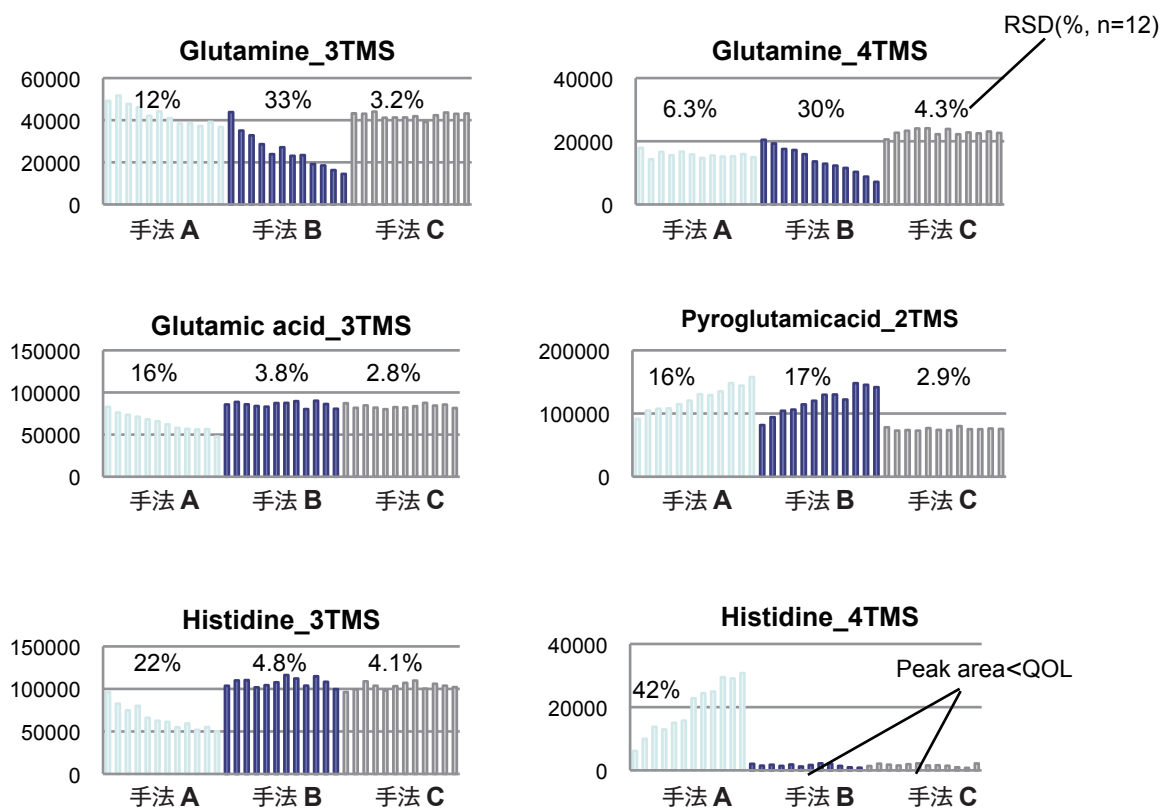 RSD(%, n=12)
Glutamine_3TMS
60000
40000
20000
0
12%
33%
3.2%
手法 A
手法 B
手法 C
Glutamine_4TMS
40000
20000
0
6.3%
30%
4.3%
手法 A
手法 B
手法 C
Glutamic acid_3TMS
150000
100000
50000
0
16%
3.8%
2.8%
手法 A
手法 B
手法 C
Pyroglutamicacid_2TMS
200000
100000
0
16%
17%
2.9%
手法 A
手法 B
手法 C
Histidine_3TMS
150000
100000
50000
0
22%
4.8%
4.1%
手法 A
手法 B
手法 C
Histidine_4TMS
40000
20000
0
42%
Peak area<QOL
手法 A
手法 B
手法 C